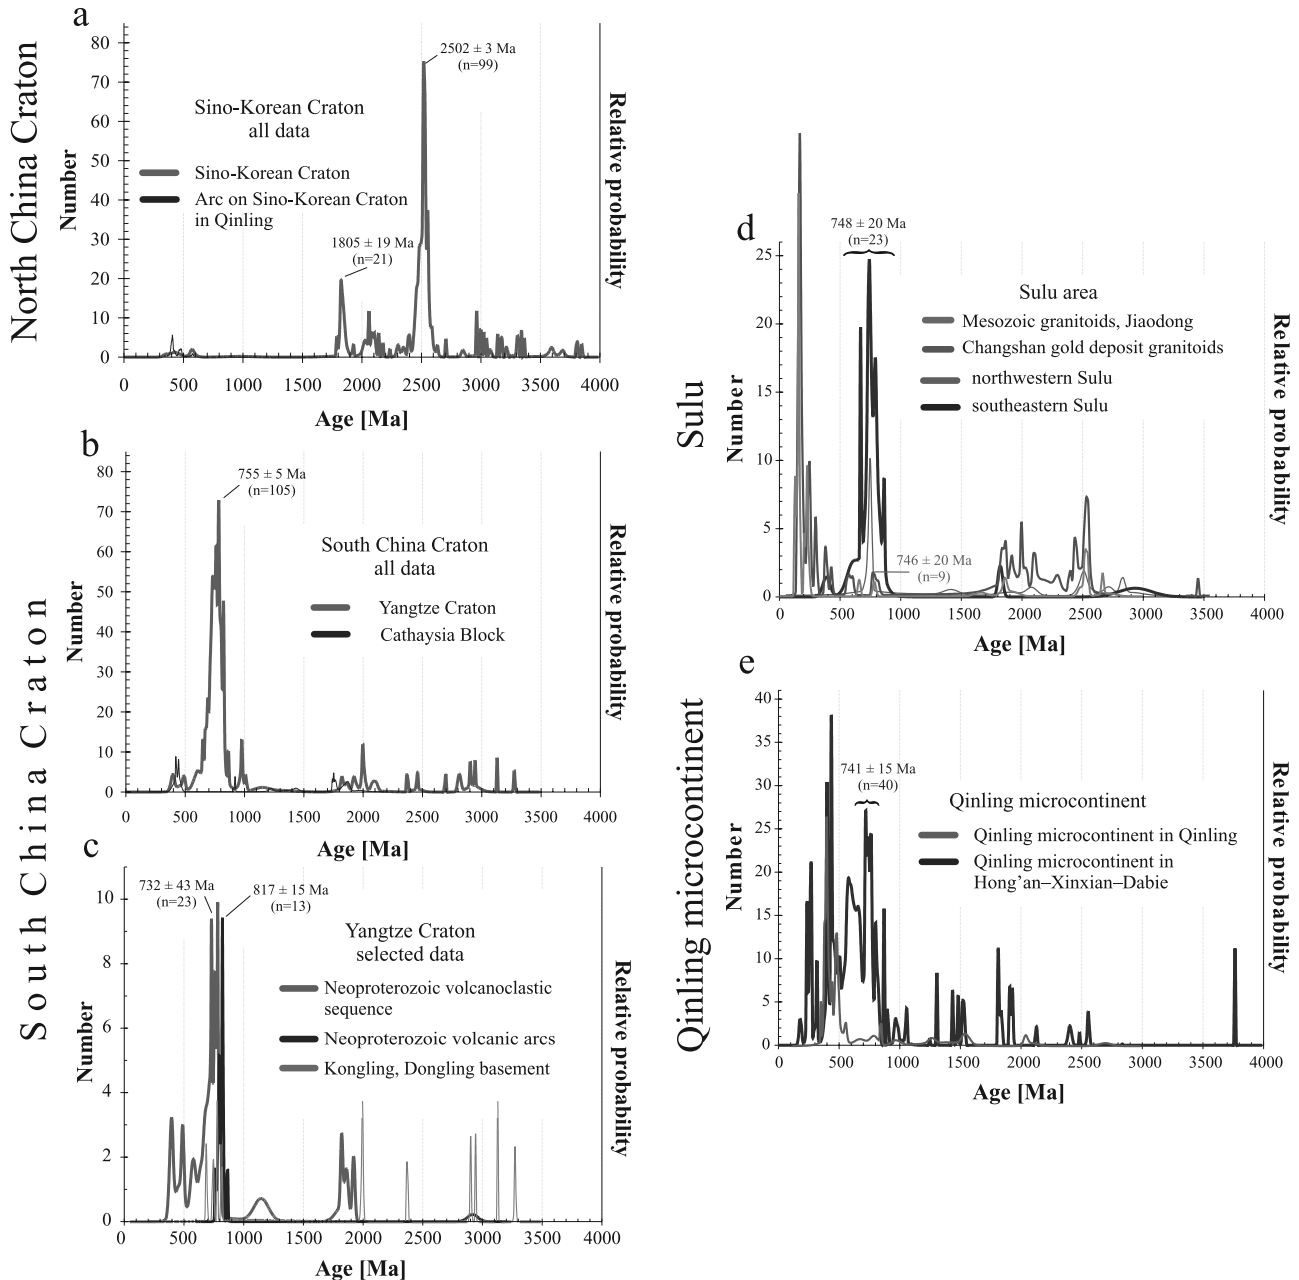 North China Craton
a
80
70
60
50
40
30
20
10
0
Number
2502 ± 3 Ma
(n=99)
Sino-Korean Craton
all data
Sino-Korean Craton
Arc on Sino-Korean Craton
in Qinling
1805 ± 19 Ma
(n=21)
Relative probability
0 500 1000 1500 2000 2500 3000 3500 4000
Age [Ma]
South China Craton
b
80
70
60
50
40
30
20
10
0
Number
755 ± 5 Ma
(n=105)
South China Craton
all data
Yangtze Craton
Cathaysia Block
Relative probability
0 500 1000 1500 2000 2500 3000 3500 4000
Age [Ma]
c
10
8
6
4
2
0
Number
732 ± 43 Ma
(n=23)
817 ± 15 Ma
(n=13)
Yangtze Craton
selected data
Neoproterozoic volcanoclastic
sequence
Neoproterozoic volcanic arcs
Kongling, Dongling basement
Relative probability
0 500 1000 1500 2000 2500 3000 3500 4000
Age [Ma]
Sulu
d
25
20
15
10
5
0
Number
748 ± 20 Ma
(n=23)
Sulu area
Mesozoic granitoids, Jiaodong
Changshan gold deposit granitoids
northwestern Sulu
southeastern Sulu
746 ± 20 Ma
(n=9)
Relative probability
0 500 1000 1500 2000 2500 3000 3500 4000
Age [Ma]
Qinling microcontinent
e
40
35
30
25
20
15
10
5
0
Number
741 ± 15 Ma
(n=40)
Qinling microcontinent
Qinling microcontinent in Qinling
Qinling microcontinent in
Hong'an–Xinxian–Dabie
Relative probability
0 500 1000 1500 2000 2500 3000 3500 4000
Age [Ma]